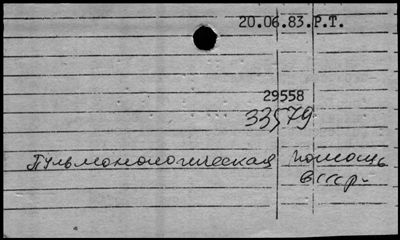 20.06.83.Р.Т.
29558
33579
Пульмонологическая помощь
в ссср.